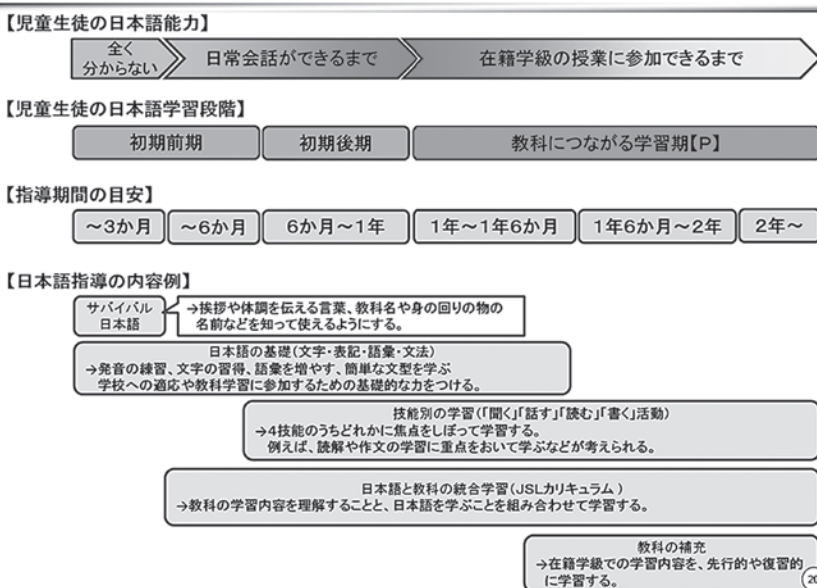 【児童生徒の日本語能力】
全く
分からない
日常会話ができるまで
在籍学級の授業に参加できるまで
【児童生徒の日本語学習段階】
初期前期
初期後期
教科につながる学習期【P】
【指導期間の目安】
～3か月
～6か月
6か月～1年
1年～1年6か月
1年6か月～2年
2年～
【日本語指導の内容例】
サバイバル
日本語
→挨拶や体調を伝える言葉、教科名や身の回りの物の
名前などを知って使えるようにする。
日本語の基礎(文字・表記・語彙・文法)
→発音の練習、文字の習得、語彙を増やす、簡単な文型を学ぶ
学校への適応や教科学習に参加するための基礎的な力をつける。
技能別の学習(「聞く」「話す」「読む」「書く」活動)
→4技能のうちどれかに焦点をしぼって学習する。
例えば、読解や作文の学習に重点をおいて学ぶなどが考えられる。
日本語と教科の統合学習(JSLカリキュラム)
→教科の学習内容を理解することと、日本語を学ぶことを組み合わせて学習する。
教科の補充
→在籍学級での学習内容を、先行的や復習的
に学習する。